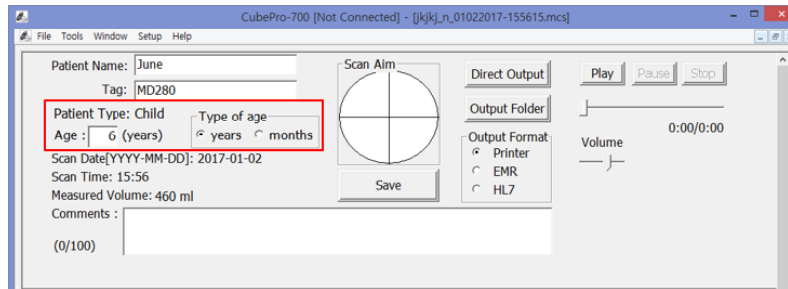 CubePro-700 [Not Connected] - [jkjkj_n_01022017-155615.mcs]
File Tools Window Setup Help
Patient Name: June
Tag: MD280
Patient Type: Child
Age : 6 (years)
Type of age
years months
Scan Date[YYYY-MM-DD]: 2017-01-02
Scan Time: 15:56
Measured Volume: 460 ml
Comments :
(0/100)
Scan Aim
Save
Direct Output
Output Folder
Output Format
Printer
EMR
HL7
Play Pause Stop
0:00/0:00
Volume